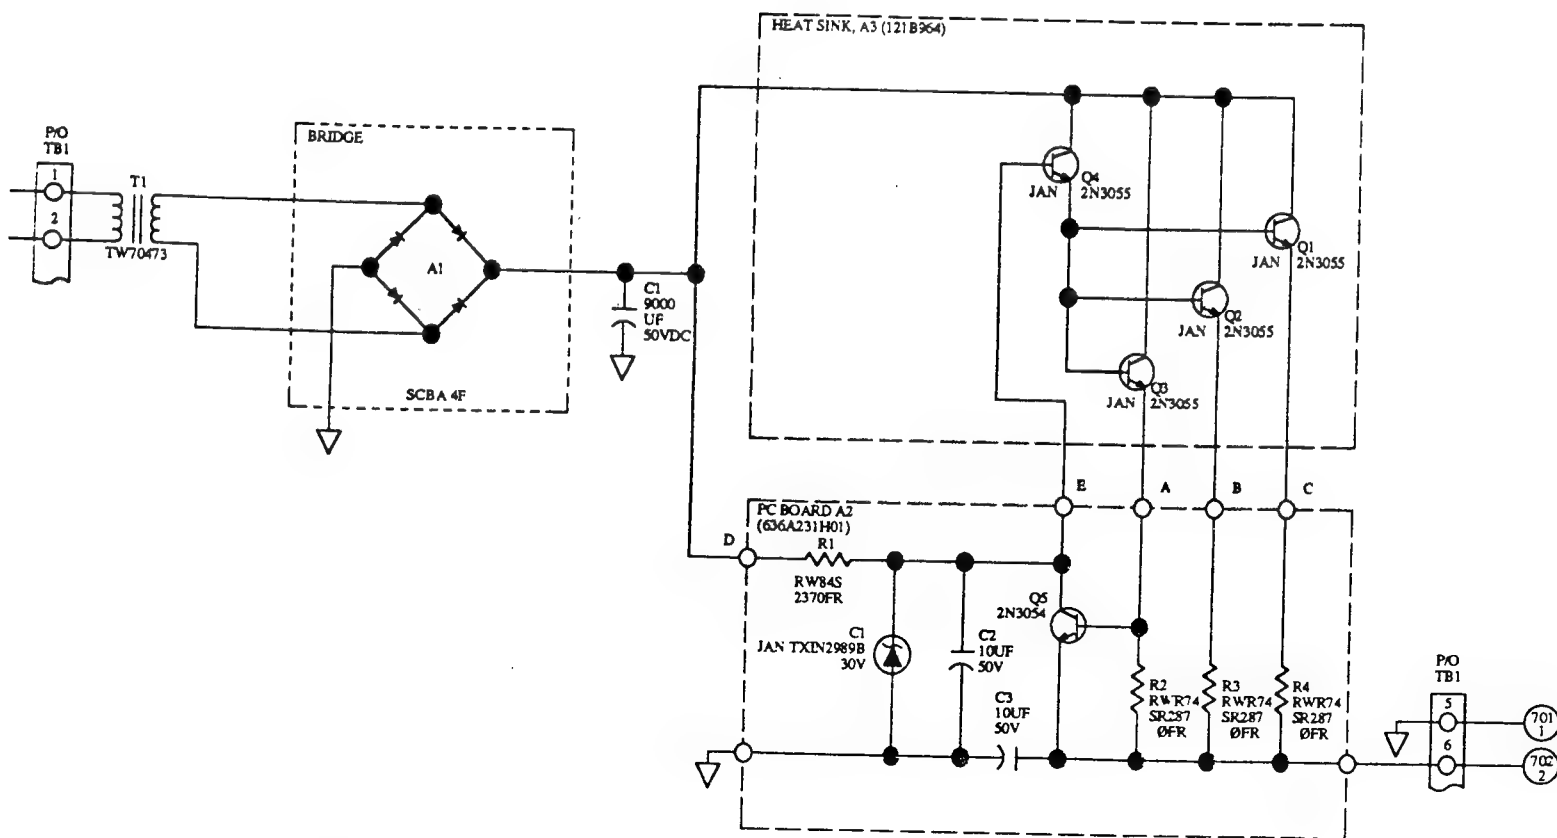 HEAT SINK, A3 (121B964)
P/O
TB1
1
2
T1
TW70473
BRIDGE
A1
SCBA 4F
C1
9000
UF
50VDC
Q4
JAN 2N3055
Q1
JAN 2N3055
Q2
JAN 2N3055
Q3
JAN 2N3055
E
A
B
C
D
PC BOARD A2
(636A231H01)
R1
RW84S
2370FR
Q5
2N3054
C1
JAN TXIN2989B
30V
C2
10UF
50V
C3
10UF
50V
R2
RWR74
SR287
ØFR
R3
RWR74
SR287
ØFR
R4
RWR74
SR287
ØFR
P/O
TB1
5
6
701
1
702
2